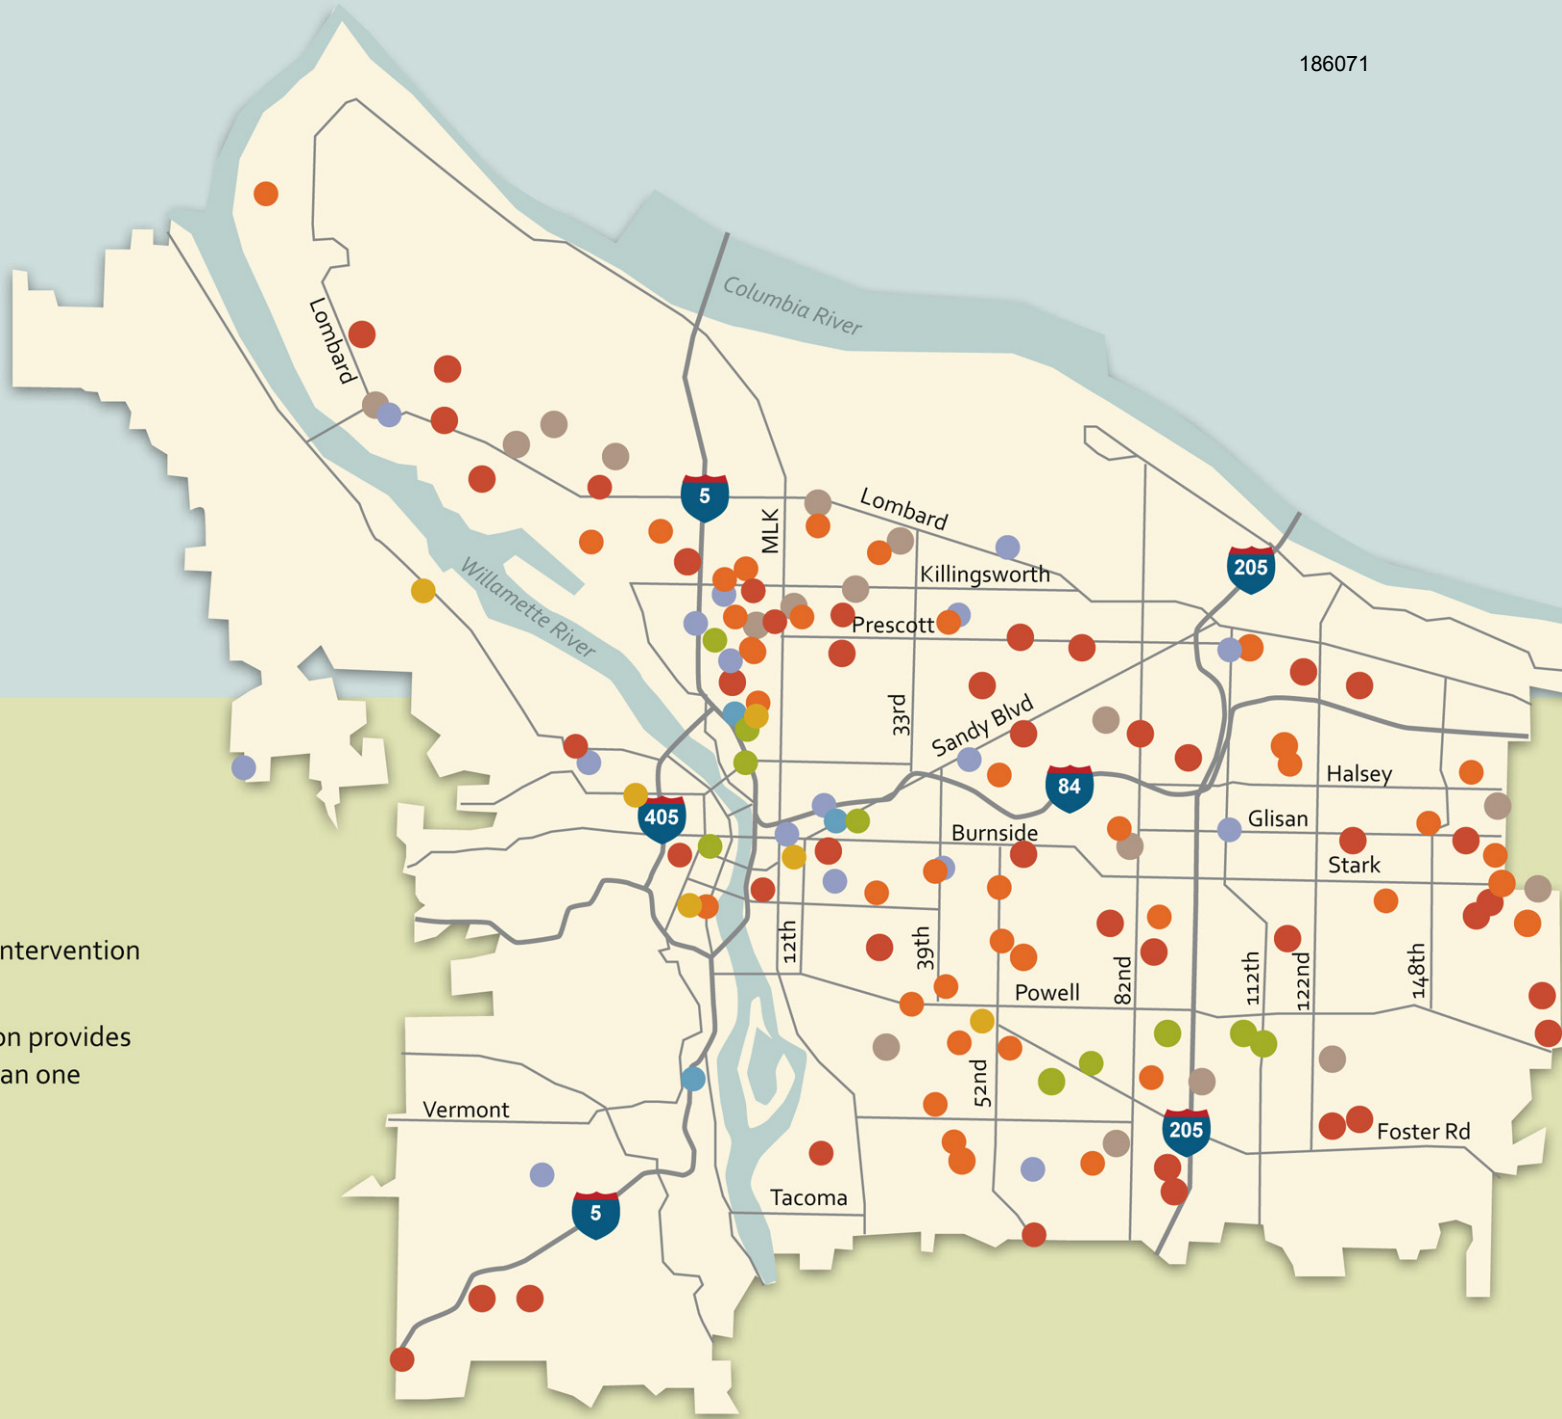 186071
Columbia River
Lombard
5
MLK
Lombard
Killingsworth
205
Willamette River
Prescott
33rd
Sandy Blvd
84
Halsey
405
Burnside
Glisan
Stark
12th
39th
82nd
112th
122nd
148th
ntervention
Powell
on provides
an one
52nd
Vermont
205
Foster Rd
Tacoma
5